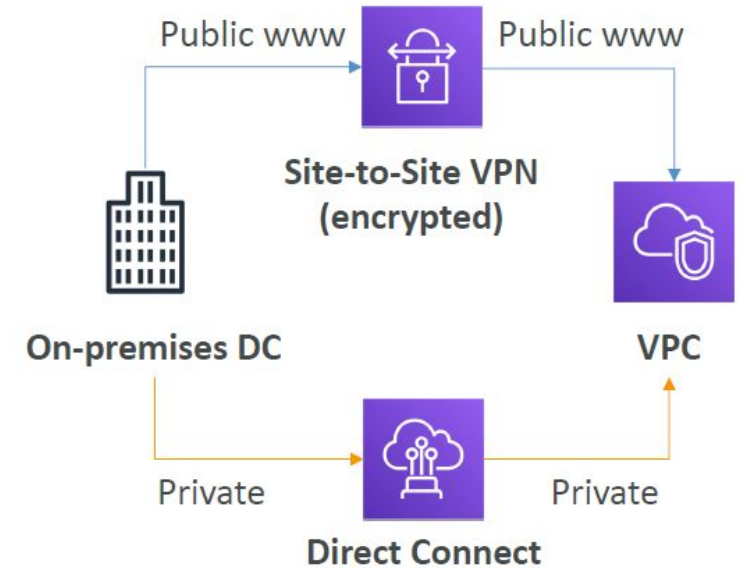 Public www
Public www
Site-to-Site VPN
(encrypted)
On-premises DC
VPC
Private
Private
Direct Connect